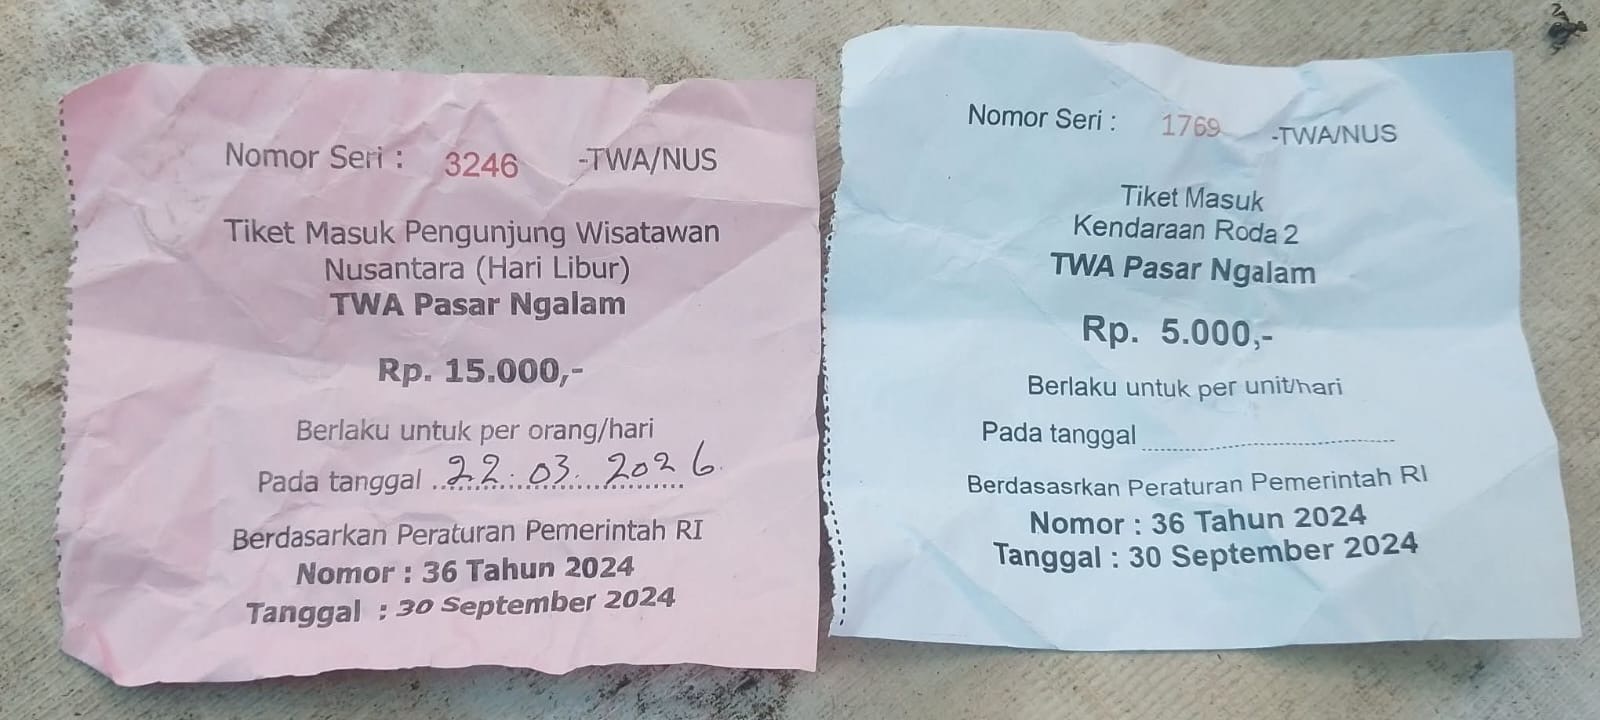 Nomor Seri : 3246 -TWA/NUS
Tiket Masuk Pengunjung Wisatawan
Nusantara (Hari Libur)
TWA Pasar Ngalam
Rp. 15.000,-
Berlaku untuk per orang/hari
Pada tanggal 22.03.2026.
Berdasarkan Peraturan Pemerintah RI
Nomor : 36 Tahun 2024
Tanggal : 30 September 2024
Nomor Seri : 1769 -TWA/NUS
Tiket Masuk
Kendaraan Roda 2
TWA Pasar Ngalam
Rp. 5.000,-
Berlaku untuk per unit/hari
Pada tanggal
Berdasasrkan Peraturan Pemerintah RI
Nomor : 36 Tahun 2024
Tanggal : 30 September 2024